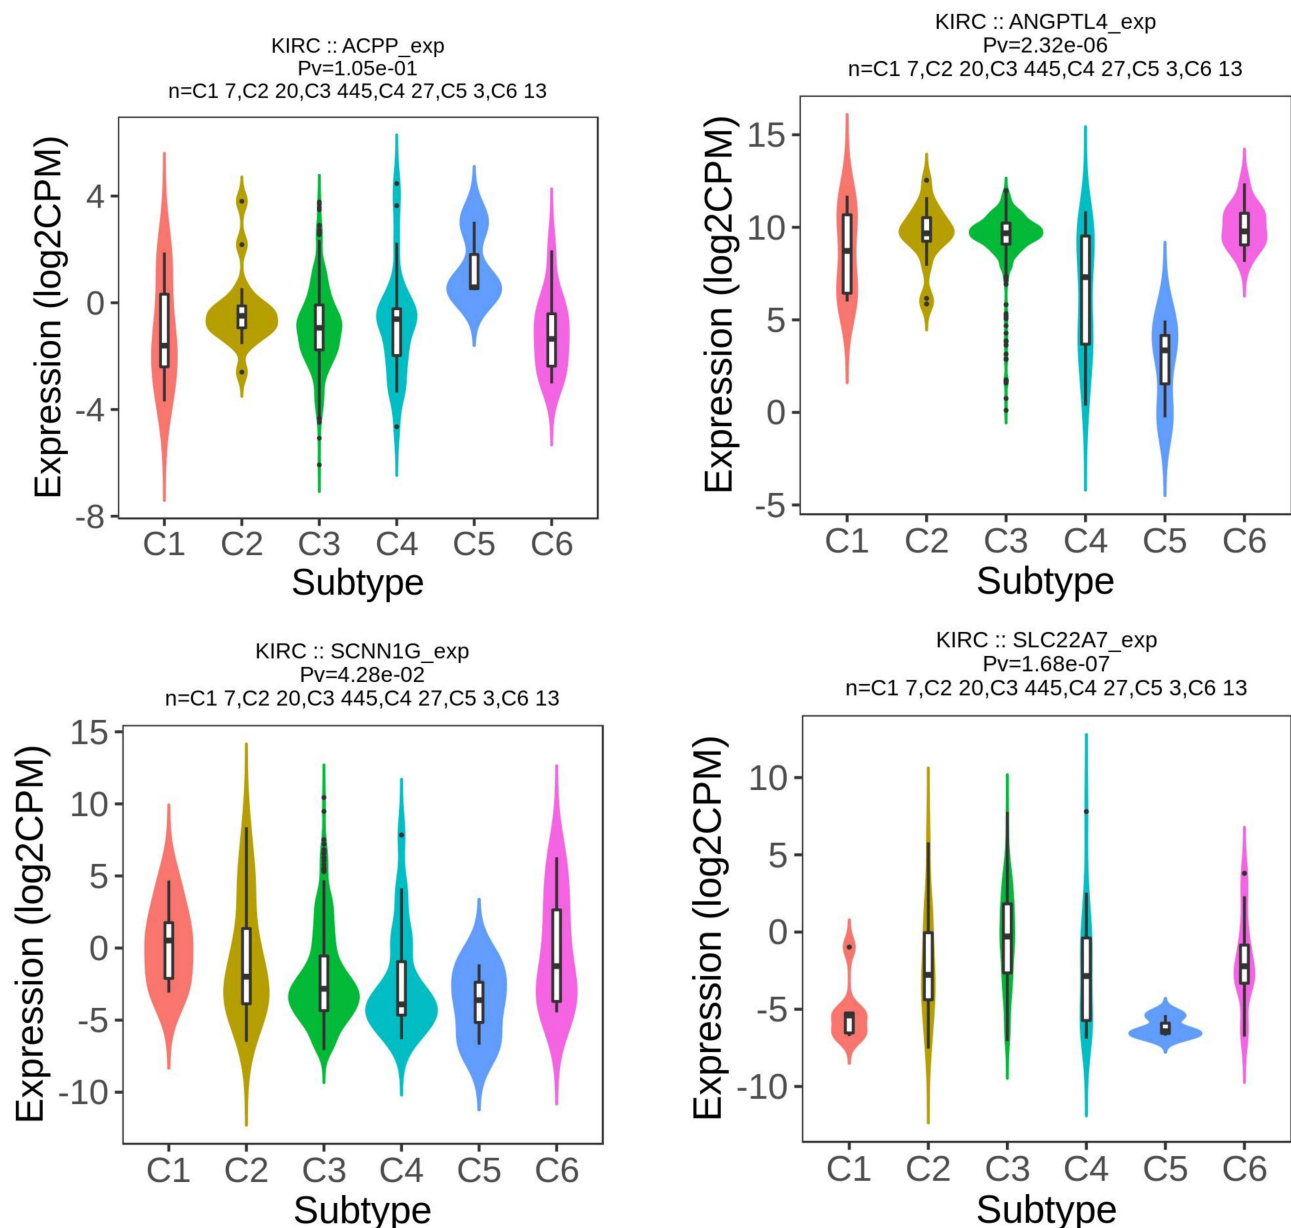 KIRC :: ACPP_exp
Pv=1.05e-01
n=C1 7,C2 20,C3 445,C4 27,C5 3,C6 13
Expression (log2CPM)
4
0
-4
-8
C1 C2 C3 C4 C5 C6
Subtype
KIRC :: ANGPTL4_exp
Pv=2.32e-06
n=C1 7,C2 20,C3 445,C4 27,C5 3,C6 13
Expression (log2CPM)
15
10
5
0
-5
C1 C2 C3 C4 C5 C6
Subtype
KIRC :: SCNN1G_exp
Pv=4.28e-02
n=C1 7,C2 20,C3 445,C4 27,C5 3,C6 13
Expression (log2CPM)
15
10
5
0
-5
-10
C1 C2 C3 C4 C5 C6
Subtype
KIRC :: SLC22A7_exp
Pv=1.68e-07
n=C1 7,C2 20,C3 445,C4 27,C5 3,C6 13
Expression (log2CPM)
10
5
0
-5
-10
C1 C2 C3 C4 C5 C6
Subtype